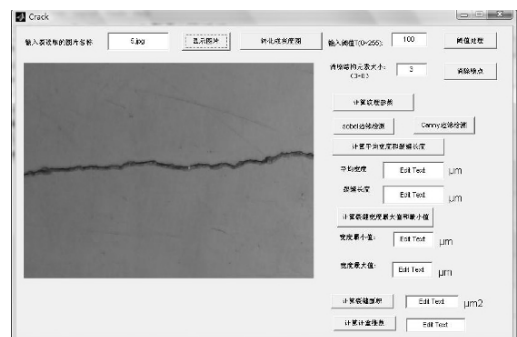 Crack
输入要读取的图片名称 5.jpg 显示图片 转化成灰度图 输入阈值T(0~255): 100 阈值处理
消除结构元素大小: 3 消除噪点
计算纹理参数
sobel边缘检测 Canny边缘检测
计算平均宽度和裂缝长度
平均宽度 Edit Text μm
裂缝长度 Edit Text μm
计算裂缝宽度最大值和最小值
宽度最小值: Edit Text μm
宽度最大值: Edit Text μm
计算裂缝面积 Edit Text μm2
计算计盒维数 Edit Text